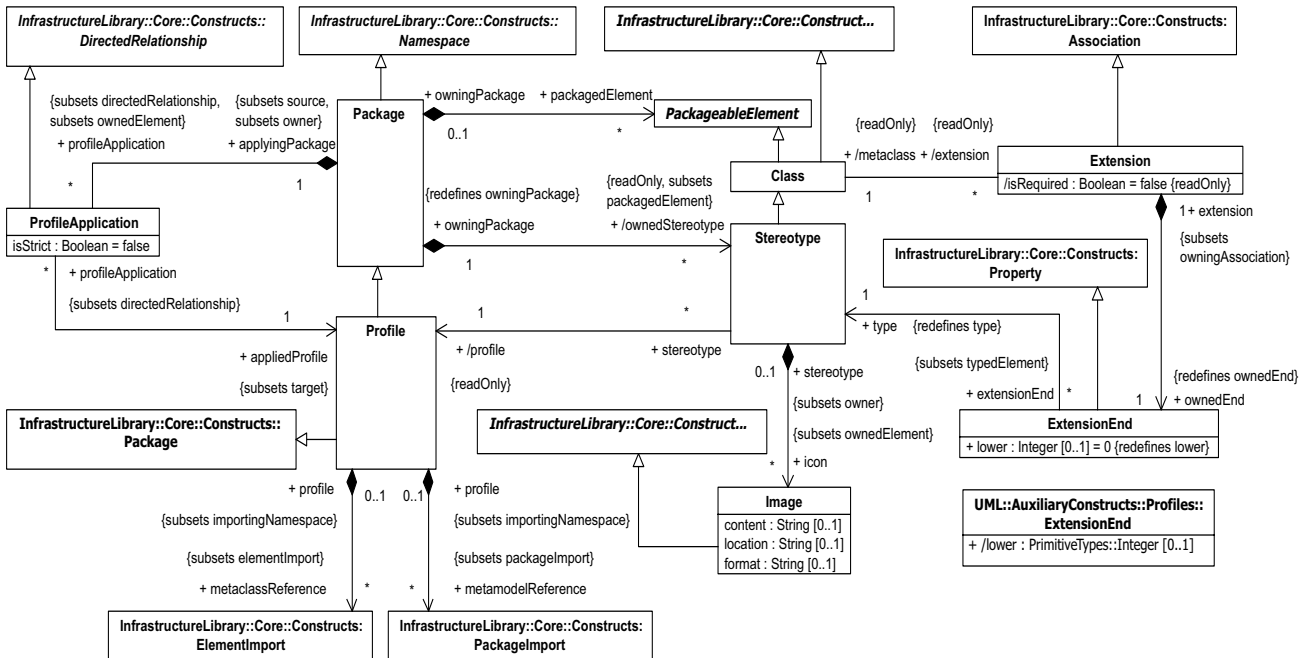 InfrastructureLibrary::Core::Constructs::
DirectedRelationship
InfrastructureLibrary::Core::Constructs::
Namespace
InfrastructureLibrary::Core::Construct...
InfrastructureLibrary::Core::Constructs:
Association
{subsets directedRelationship,
subsets ownedElement}
+ profileApplication
*
{subsets source,
subsets owner}
+ applyingPackage
1
Package
+ owningPackage
0..1
+ packagedElement
*
PackageableElement
{readOnly}
+ /metaclass
1
{readOnly}
+ /extension
*
Class
Extension
/isRequired : Boolean = false {readOnly}
ProfileApplication
isStrict : Boolean = false
{redefines owningPackage}
+ owningPackage
1
{readOnly, subsets
packagedElement}
+ /ownedStereotype
*
Stereotype
1
+ extension
{subsets
owningAssociation}
InfrastructureLibrary::Core::Constructs:
Property
*
+ profileApplication
{subsets directedRelationship}
1
+ appliedProfile
{subsets target}
Profile
1
+ /profile
{readOnly}
*
+ stereotype
1
+ type
{redefines type}
{subsets typedElement}
+ extensionEnd
*
{redefines ownedEnd}
1
+ ownedEnd
0..1
+ stereotype
{subsets owner}
{subsets ownedElement}
*
+ icon
InfrastructureLibrary::Core::Constructs::
Package
InfrastructureLibrary::Core::Construct...
ExtensionEnd
+ lower : Integer [0..1] = 0 {redefines lower}
+ profile
0..1
{subsets importingNamespace}
{subsets elementImport}
+ metaclassReference
*
0..1
+ profile
{subsets importingNamespace}
{subsets packageImport}
*
+ metamodelReference
Image
content : String [0..1]
location : String [0..1]
format : String [0..1]
UML::AuxiliaryConstructs::Profiles::
ExtensionEnd
+ /lower : PrimitiveTypes::Integer [0..1]
InfrastructureLibrary::Core::Constructs:
ElementImport
InfrastructureLibrary::Core::Constructs:
PackageImport